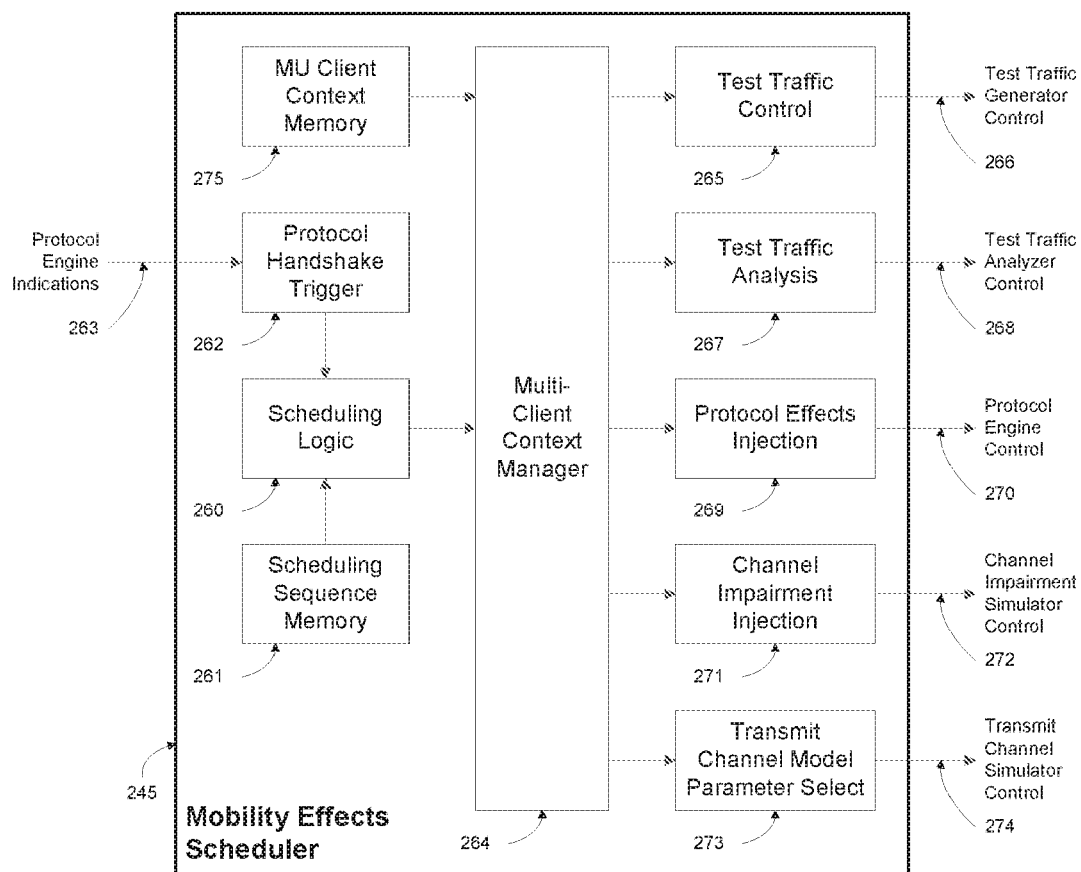 MU Client
Context
Memory
275
Protocol
Engine
Indications
263
Protocol
Handshake
Trigger
262
Scheduling
Logic
260
Scheduling
Sequence
Memory
261
245
Mobility Effects
Scheduler
Multi-
Client
Context
Manager
264
Test Traffic
Control
265
Test Traffic
Generator
Control
266
Test Traffic
Analysis
267
Test Traffic
Analyzer
Control
268
Protocol Effects
Injection
269
Protocol
Engine
Control
270
Channel
Impairment
Injection
271
Channel
Impairment
Simulator
Control
272
Transmit
Channel Model
Parameter Select
273
Transmit
Channel
Simulator
Control
274